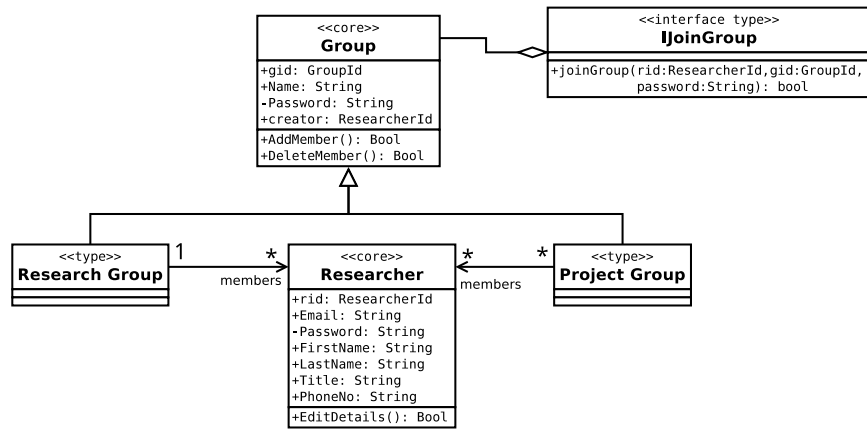 <<core>>
Group
+gid: GroupId
+Name: String
-Password: String
+creator: ResearcherId
+AddMember(): Bool
+DeleteMember(): Bool
<<interface type>>
IJoinGroup
+joinGroup(rid:ResearcherId,gid:GroupId,
password:String): bool
<<type>>
Research Group
1
*
members
<<core>>
Researcher
+rid: ResearcherId
+Email: String
-Password: String
+FirstName: String
+LastName: String
+Title: String
+PhoneNo: String
+EditDetails(): Bool
*
*
members
<<type>>
Project Group